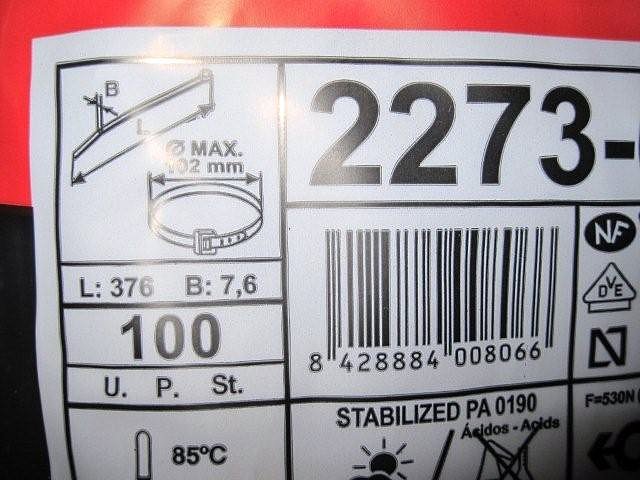 B
L
Ø MAX.
102 mm
2273-
L: 376 B: 7,6
100
U. P. St.
8 428884 008066
NF
DVE
N
STABILIZED PA 0190
Ácidos - Acids
F=530N
85ºC